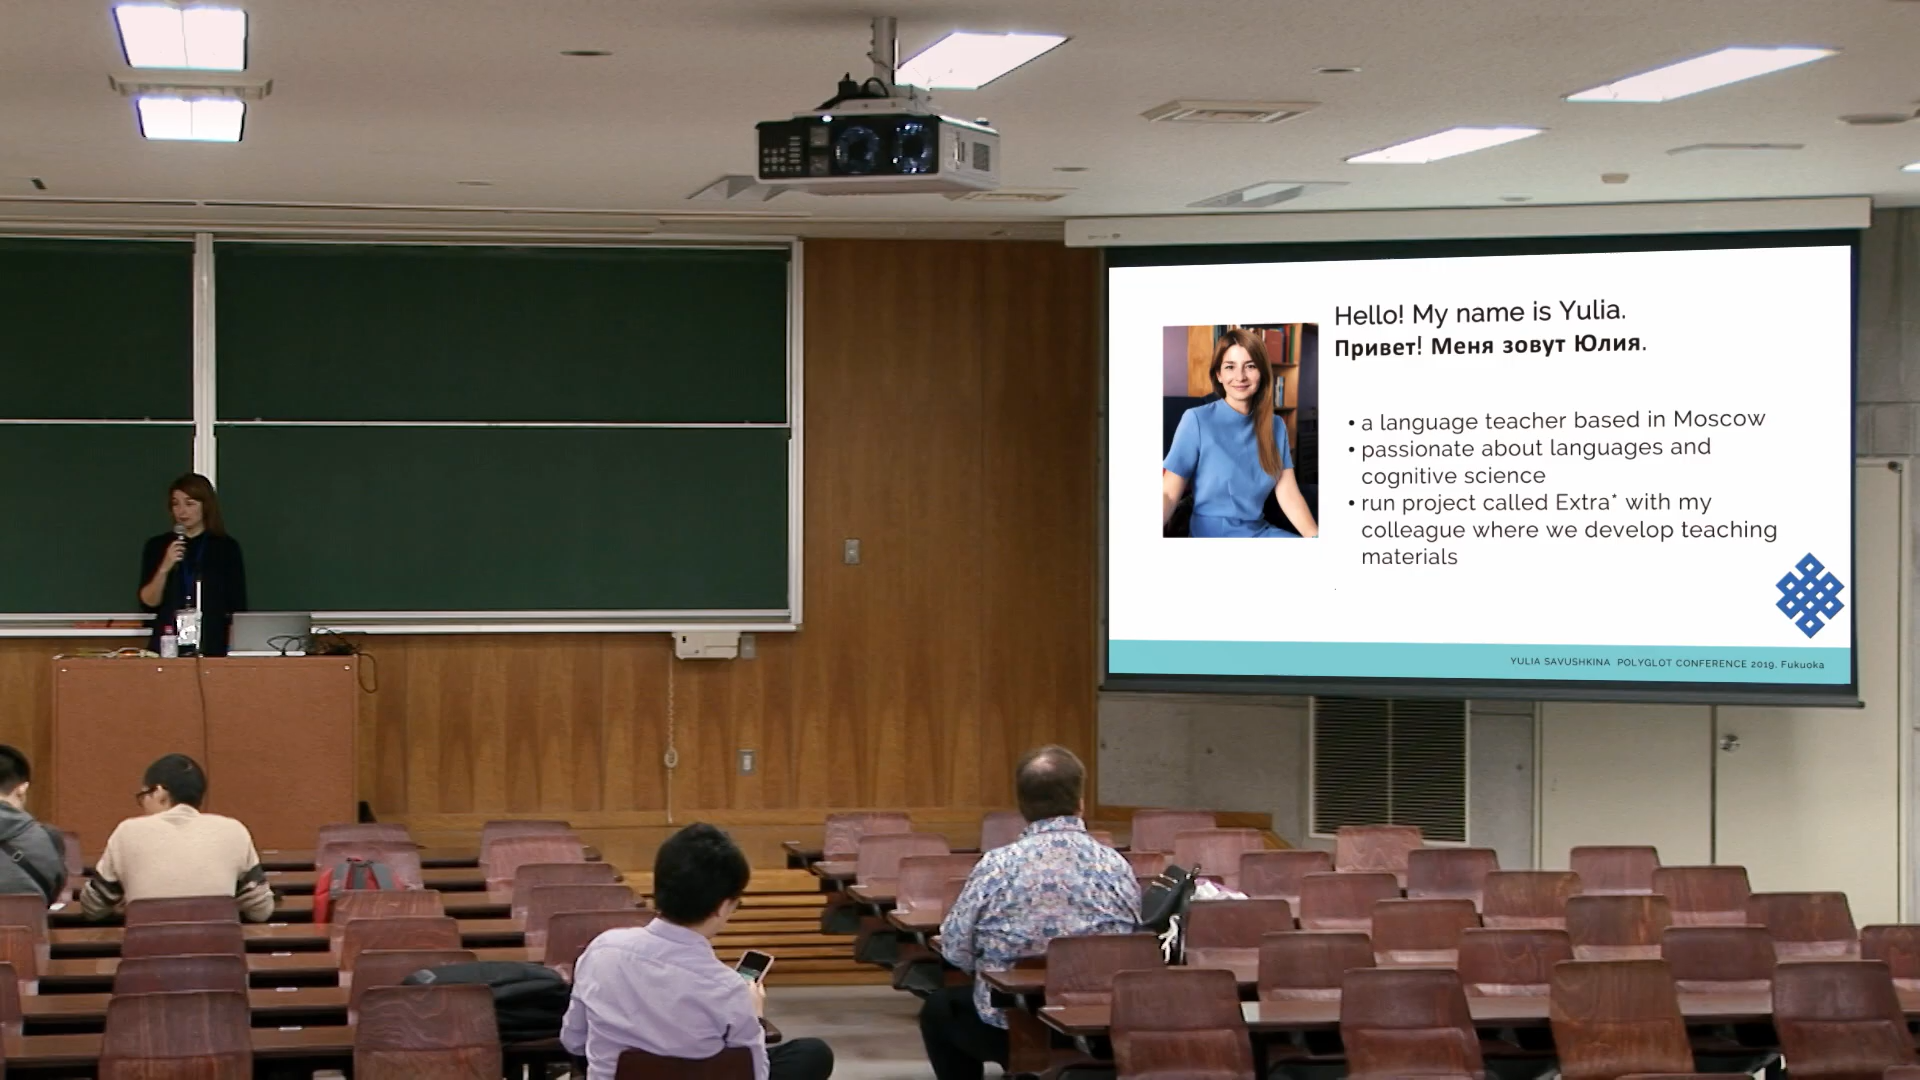 Hello! My name is Yulia.
Привет! Меня зовут Юлия.
• a language teacher based in Moscow
• passionate about languages and
cognitive science
• run project called Extra* with my
colleague where we develop teaching
materials
YULIA SAVUSHKINA POLYGLOT CONFERENCE 2019. Fukuoka